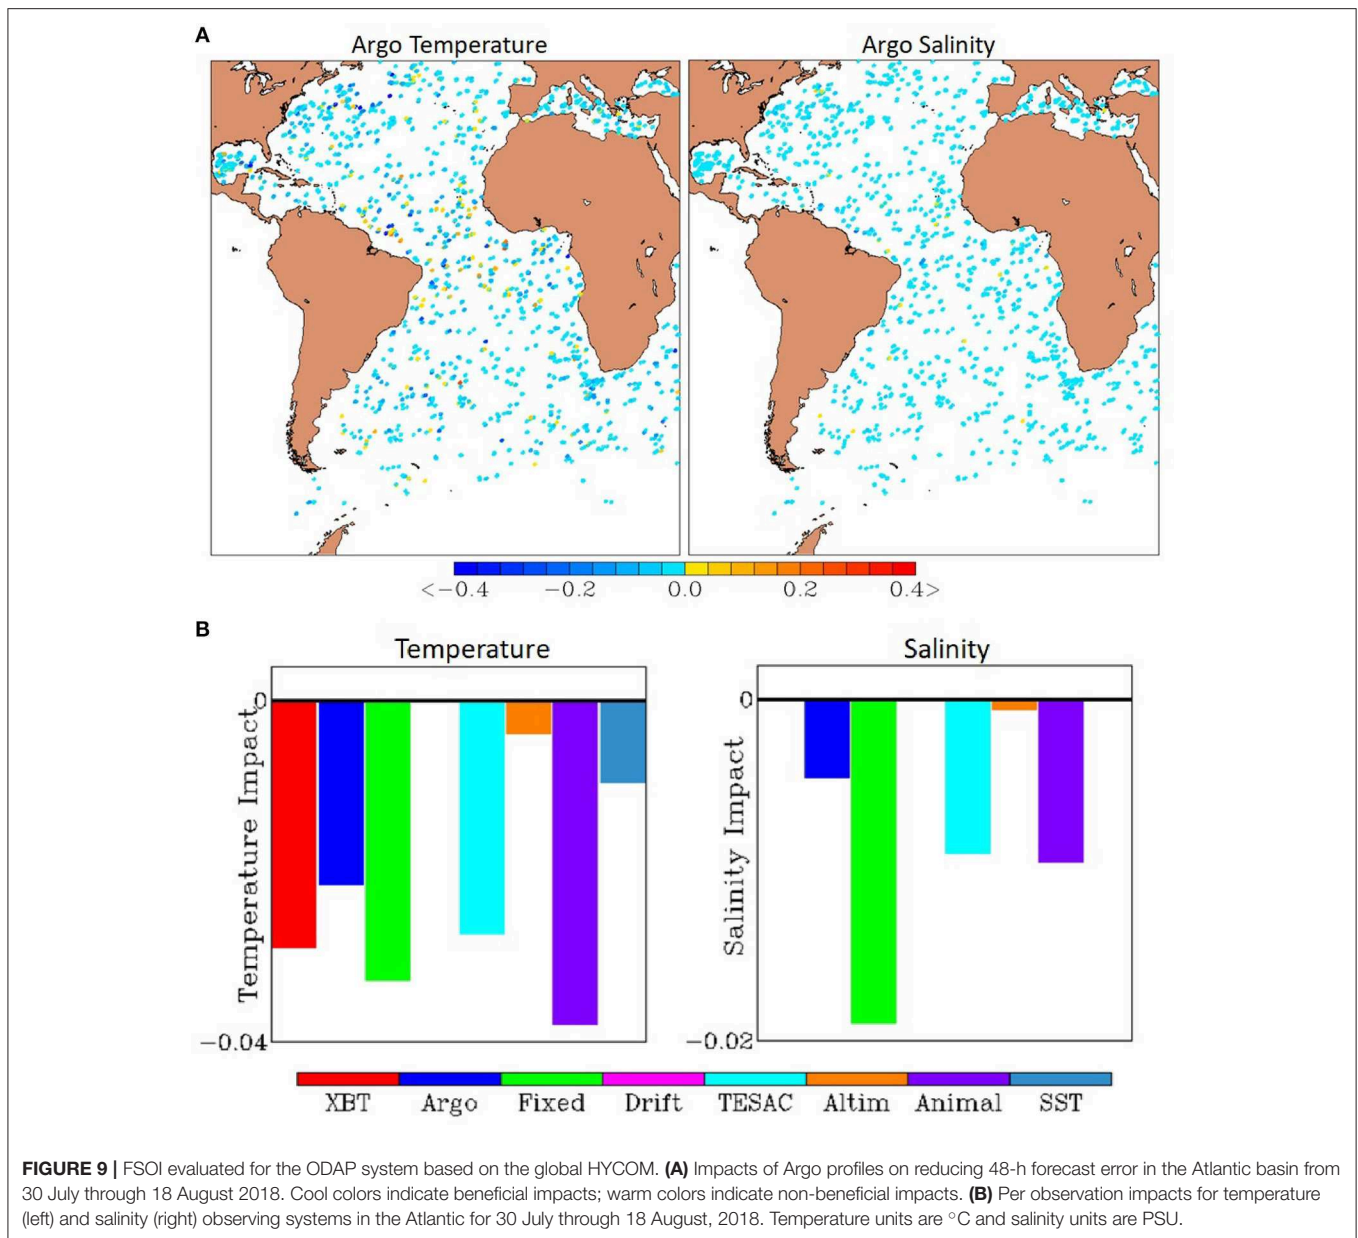 A
Argo Temperature
Argo Salinity
<-0.4
-0.2
0.0
0.2
0.4>
B
Temperature
Salinity
0
Temperature Impact
-0.04
0
Salinity Impact
-0.02
XBT
Argo
Fixed
Drift
TESAC
Altim
Animal
SST
FIGURE 9 | FSOI evaluated for the ODAP system based on the global HYCOM. (A) Impacts of Argo profiles on reducing 48-h forecast error in the Atlantic basin from
30 July through 18 August 2018. Cool colors indicate beneficial impacts; warm colors indicate non-beneficial impacts. (B) Per observation impacts for temperature
(left) and salinity (right) observing systems in the Atlantic for 30 July through 18 August, 2018. Temperature units are °C and salinity units are PSU.